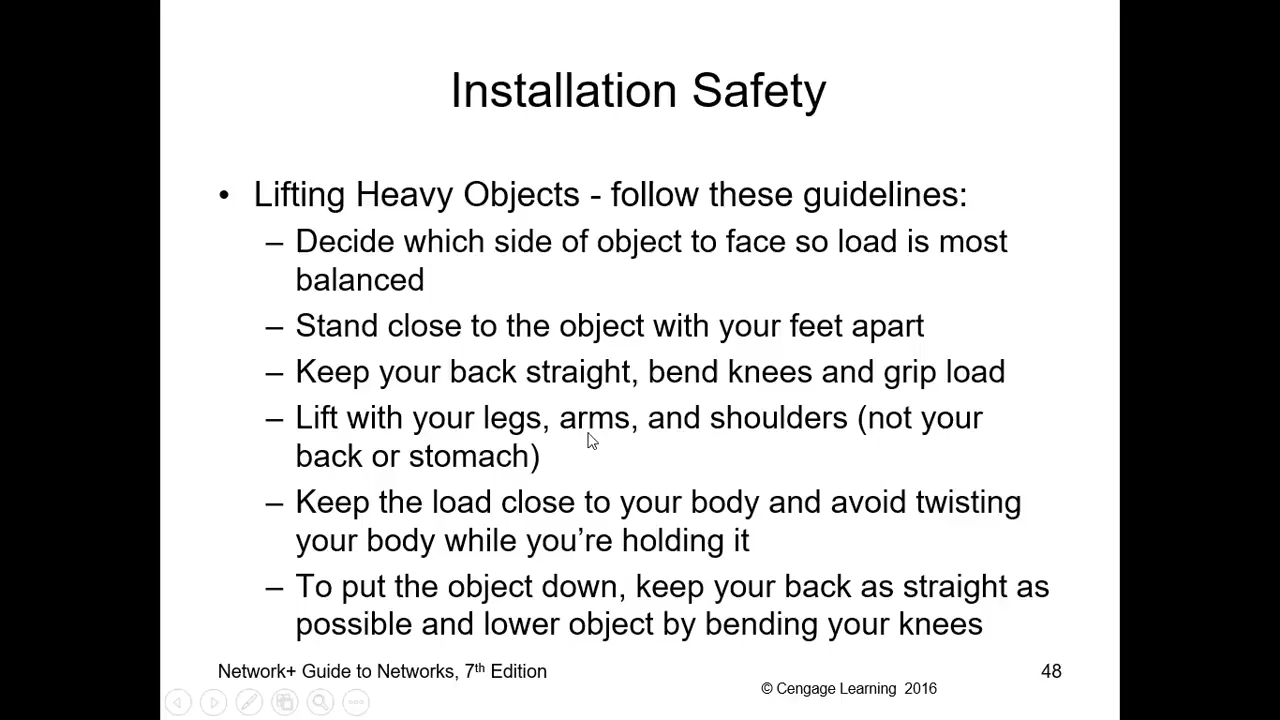 Installation Safety
• Lifting Heavy Objects - follow these guidelines:
– Decide which side of object to face so load is most
balanced
– Stand close to the object with your feet apart
– Keep your back straight, bend knees and grip load
– Lift with your legs, arms, and shoulders (not your
back or stomach)
– Keep the load close to your body and avoid twisting
your body while you’re holding it
– To put the object down, keep your back as straight as
possible and lower object by bending your knees
Network+ Guide to Networks, 7th Edition
48
© Cengage Learning 2016